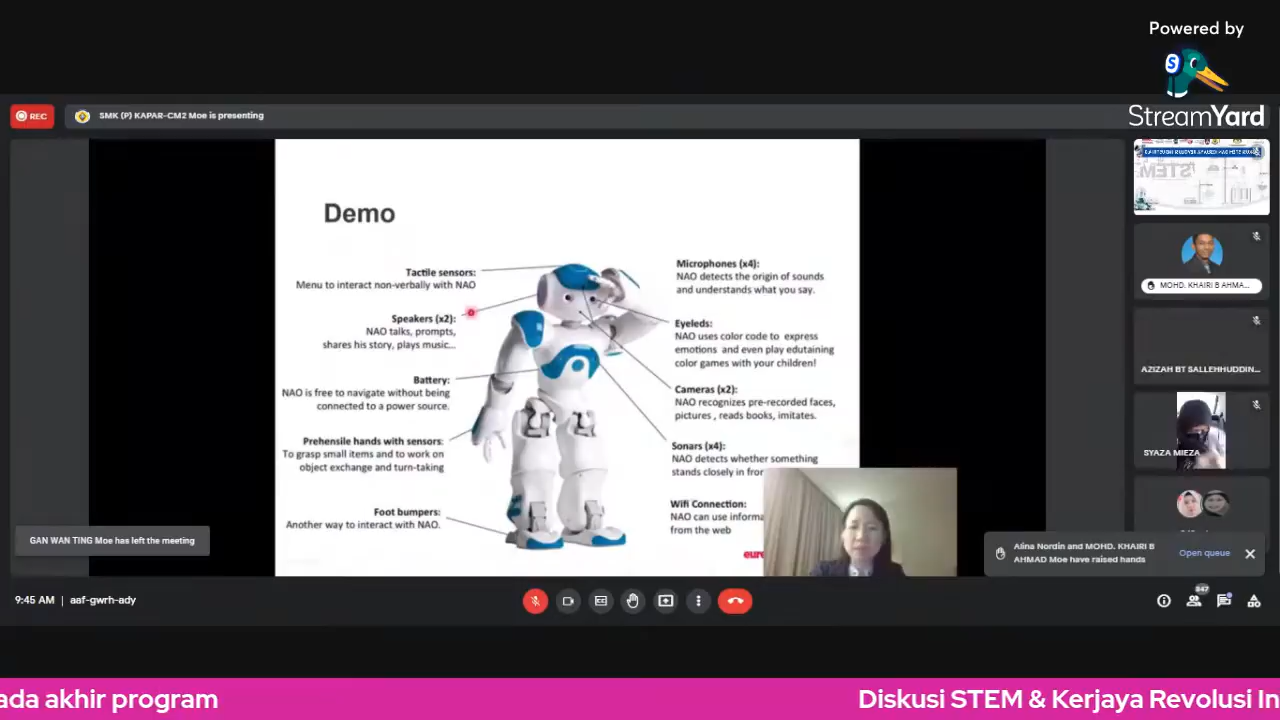 Powered by
StreamYard
REC
SMK (P) KAPAR-CM2 Moe is presenting
Demo
Tactile sensors:
Menu to interact non-verbally with NAO
Speakers (x2):
NAO talks, prompts,
shares his story, plays music...
Battery:
NAO is free to navigate without being
connected to a power source.
Prehensile hands with sensors:
To grasp small items and to work on
object exchange and turn-taking
Foot bumpers:
Another way to interact with NAO.
Microphones (x4):
NAO detects the origin of sounds
and understands what you say.
Eyeleds:
NAO uses color code to express
emotions and even play edutaining
color games with your children!
Cameras (x2):
NAO recognizes pre-recorded faces,
pictures , reads books, imitates.
Sonars (x4):
NAO detects whether something
stands closely in fron
Wifi Connection:
NAO can use informa
from the web
eure
STEM
MOHD. KHAIRI B AHMA...
AZIZAH BT SALLEHHUDDIN...
SYAZA MIEZA
GAN WAN TING Moe has left the meeting
Alina Nordin and MOHD. KHAIRI B
AHMAD Moe have raised hands
Open queue
9:45 AM | aaf-gwrh-ady
847
ada akhir program
Diskusi STEM & Kerjaya Revolusi In